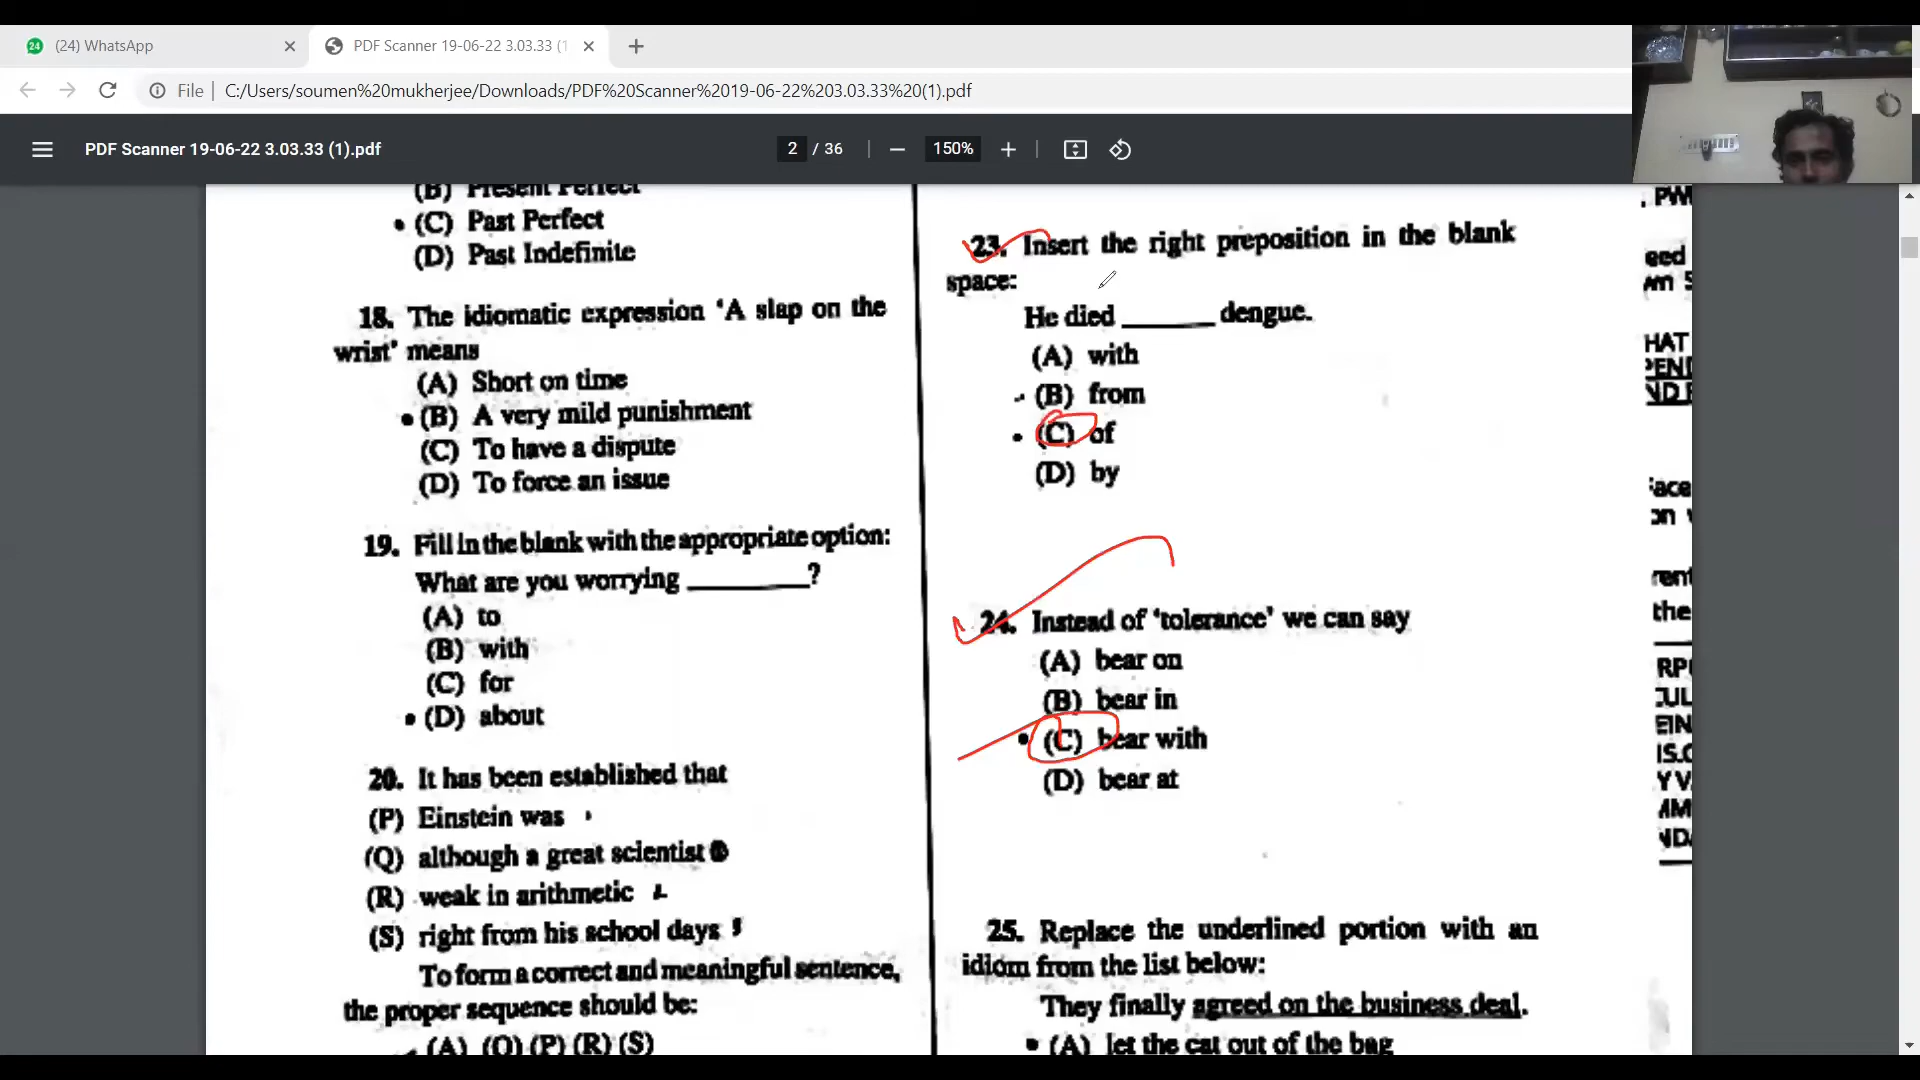 (24) WhatsApp
PDF Scanner 19-06-22 3.03.33 (1
File
C:/Users/soumen%20mukherjee/Downloads/PDF%20Scanner%2019-06-22%203.03.33%20(1).pdf
PDF Scanner 19-06-22 3.03.33 (1).pdf
2 / 36
150%
(B) Present Perfect
(C) Past Perfect
(D) Past Indefinite
18. The idiomatic expression 'A slap on the
wrist' means
(A) Short on time
(B) A very mild punishment
(C) To have a dispute
(D) To force an issue
19. Fill in the blank with the appropriate option:
What are you worrying ________?
(A) to
(B) with
(C) for
(D) about
20. It has been established that
(P) Einstein was
(Q) although a great scientist
(R) weak in arithmetic
(S) right from his school days
To form a correct and meaningful sentence,
the proper sequence should be:
(A) (Q) (P) (R) (S)
23. Insert the right preposition in the blank
space:
He died ______ dengue.
(A) with
(B) from
(C) of
(D) by
24. Instead of 'tolerance' we can say
(A) bear on
(B) bear in
(C) bear with
(D) bear at
25. Replace the underlined portion with an
idiom from the list below:
They finally agreed on the business deal.
(A) let the cat out of the bag